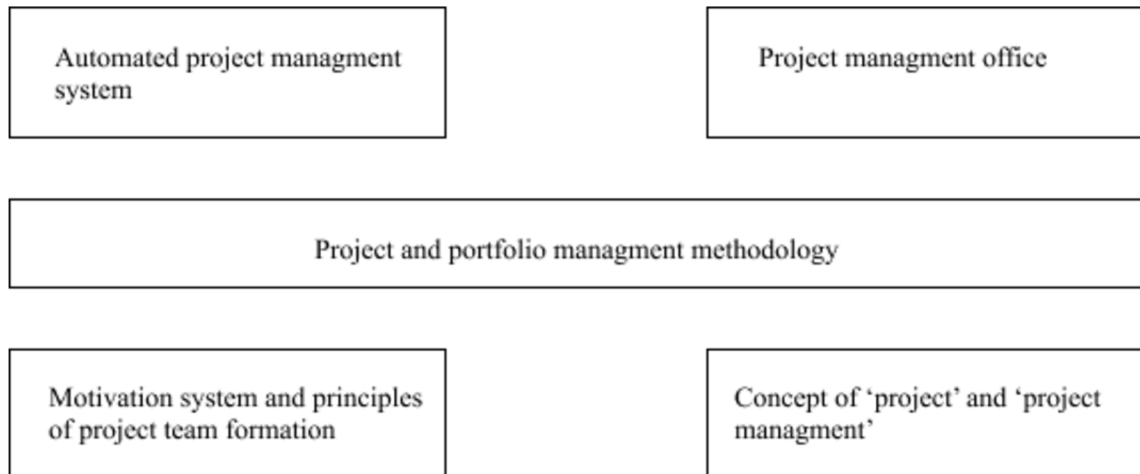 Automated project managment
system
Project managment office
Project and portfolio managment methodology
Motivation system and principles
of project team formation
Concept of ‘project’ and ‘project
managment’